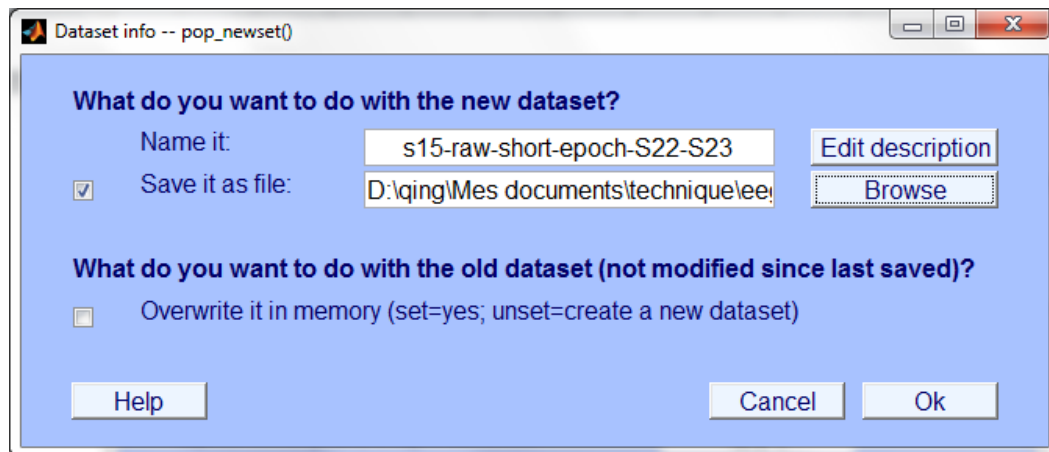 Dataset info -- pop_newset()
What do you want to do with the new dataset?
Name it: s15-raw-short-epoch-S22-S23 Edit description
Save it as file: D:\qing\Mes documents\technique\eeg Browse
What do you want to do with the old dataset (not modified since last saved)?
Overwrite it in memory (set=yes; unset=create a new dataset)
Help Cancel Ok